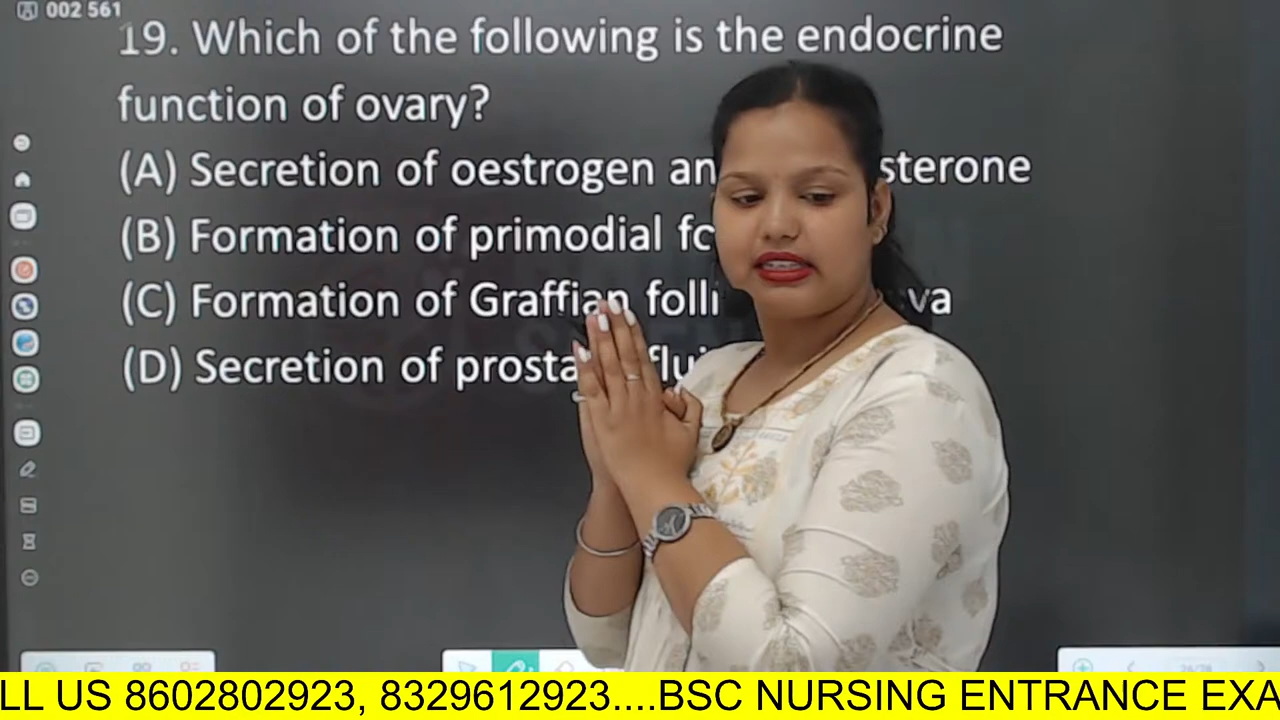 002 561
19. Which of the following is the endocrine
function of ovary?
(A) Secretion of oestrogen an sterone
(B) Formation of primodial fo
(C) Formation of Graffian folli va
(D) Secretion of prosta flui
LL US 8602802923, 8329612923....BSC NURSING ENTRANCE EXA